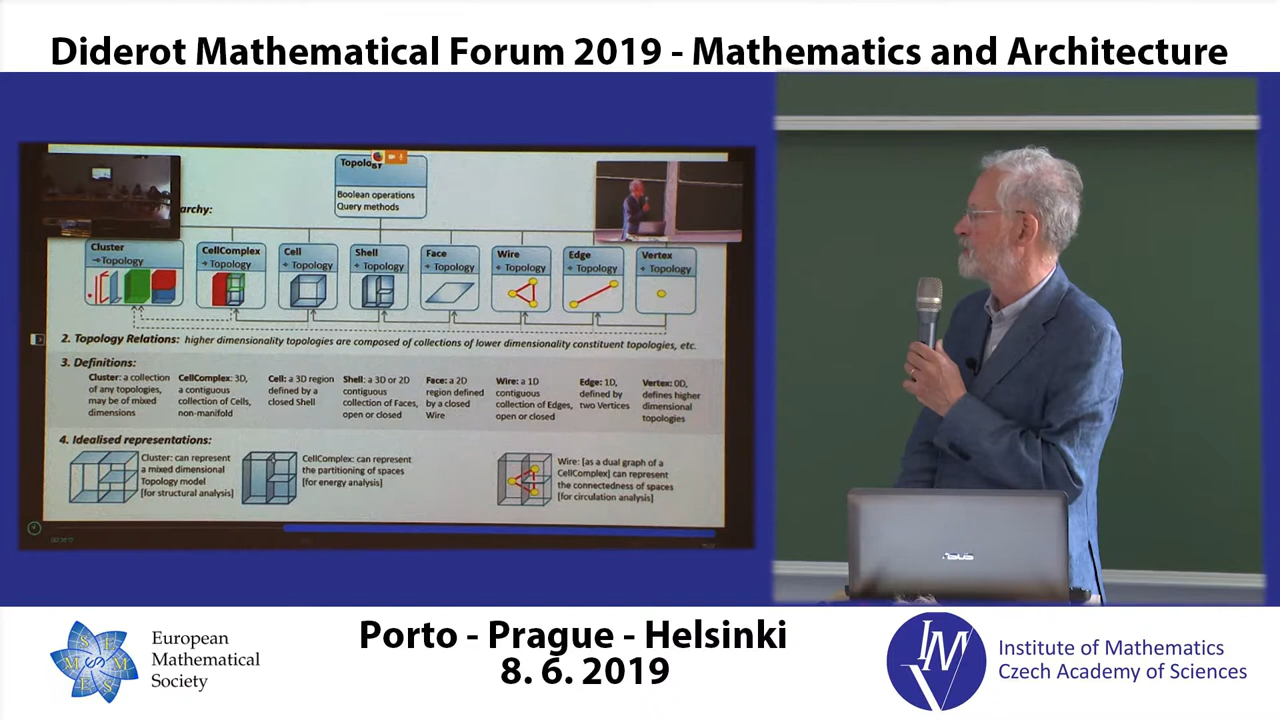 Diderot Mathematical Forum 2019 - Mathematics and Architecture
Topology
Boolean operations
Query methods
archy:
Cluster
→Topology
CellComplex
+ Topology
Cell
+ Topology
Shell
+ Topology
Face
+ Topology
Wire
+ Topology
Edge
+ Topology
Vertex
+ Topology
2. Topology Relations: higher dimensionality topologies are composed of collections of lower dimensionality constituent topologies, etc.
3. Definitions:
Cluster: a collection
of any topologies,
may be of mixed
dimensions
CellComplex: 3D,
a contiguous
collection of Cells,
non-manifold
Cell: a 3D region
defined by a
closed Shell
Shell: a 3D or 2D
contiguous
collection of Faces,
open or closed
Face: a 2D
region defined
by a closed
Wire
Wire: a 1D
contiguous
collection of Edges,
open or closed
Edge: 1D,
defined by
two Vertices
Vertex: 0D,
defines higher
dimensional
topologies
4. Idealised representations:
Cluster: can represent
a mixed dimensional
Topology model
[for structural analysis]
CellComplex: can represent
the partitioning of spaces
[for energy analysis]
Wire: [as a dual graph of a
CellComplex] can represent
the connectedness of spaces
[for circulation analysis]
ASUS
European
Mathematical
Society
Porto - Prague - Helsinki
8. 6. 2019
IM
Institute of Mathematics
Czech Academy of Sciences